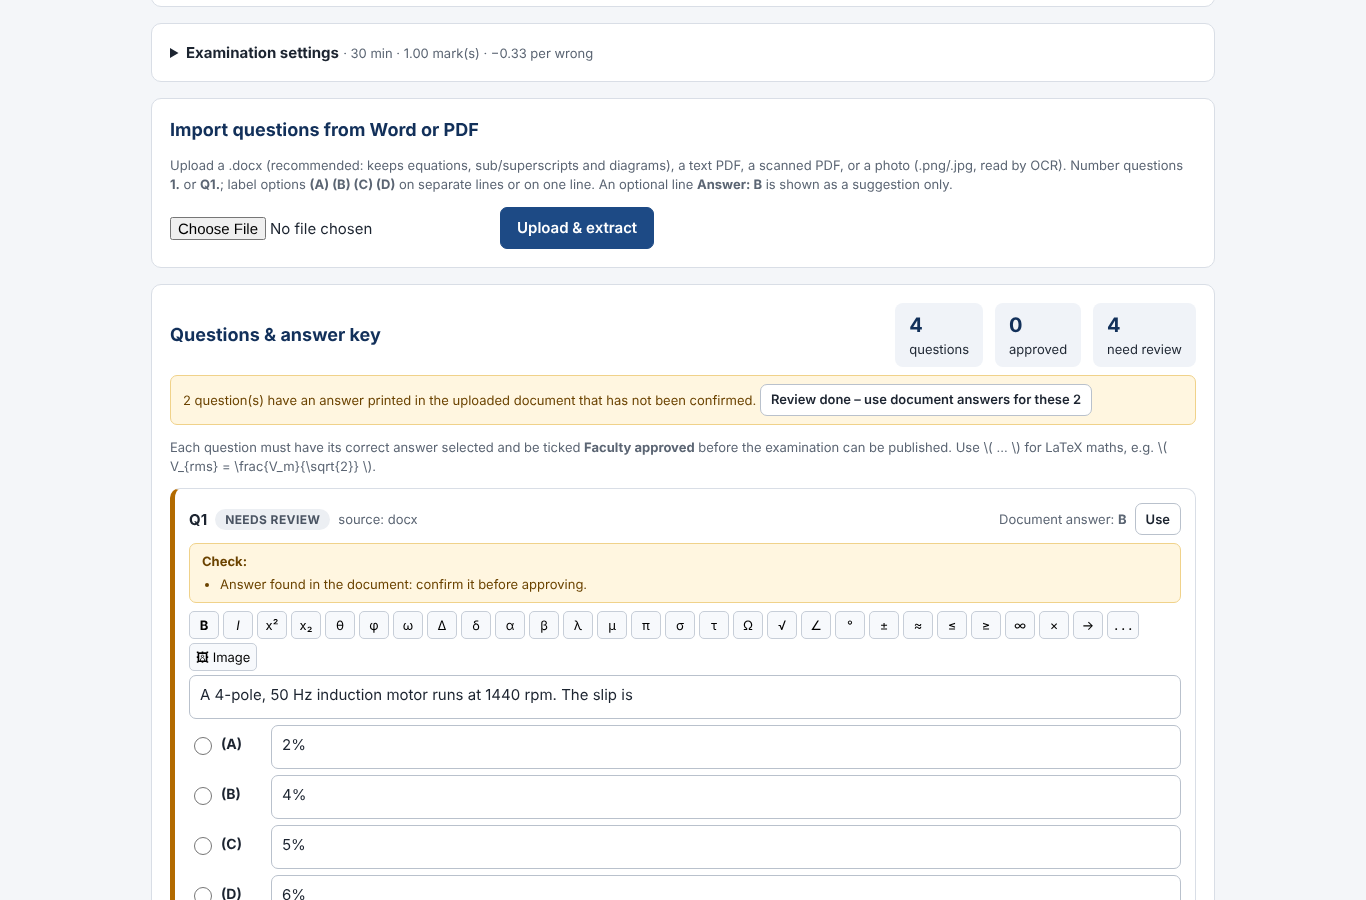 ▶ Examination settings · 30 min · 1.00 mark(s) · −0.33 per wrong
Import questions from Word or PDF
Upload a .docx (recommended: keeps equations, sub/superscripts and diagrams), a text PDF, a scanned PDF, or a photo (.png/.jpg, read by OCR). Number questions
1. or Q1.; label options (A) (B) (C) (D) on separate lines or on one line. An optional line Answer: B is shown as a suggestion only.
Choose File No file chosen Upload & extract
Questions & answer key
4 questions
0 approved
4 need review
2 question(s) have an answer printed in the uploaded document that has not been confirmed. Review done – use document answers for these 2
Each question must have its correct answer selected and be ticked Faculty approved before the examination can be published. Use \( ... \) for LaTeX maths, e.g. \(
V_{rms} = \frac{V_m}{\sqrt{2}} \).
Q1 NEEDS REVIEW source: docx Document answer: B Use
Check:
• Answer found in the document: confirm it before approving.
B I x² x₂ θ φ ω Δ δ α β λ μ π σ τ Ω √ ∠ ° ± ≈ ≤ ≥ ∞ × → ...
🖼 Image
A 4-pole, 50 Hz induction motor runs at 1440 rpm. The slip is
(A) 2%
(B) 4%
(C) 5%
(D) 6%